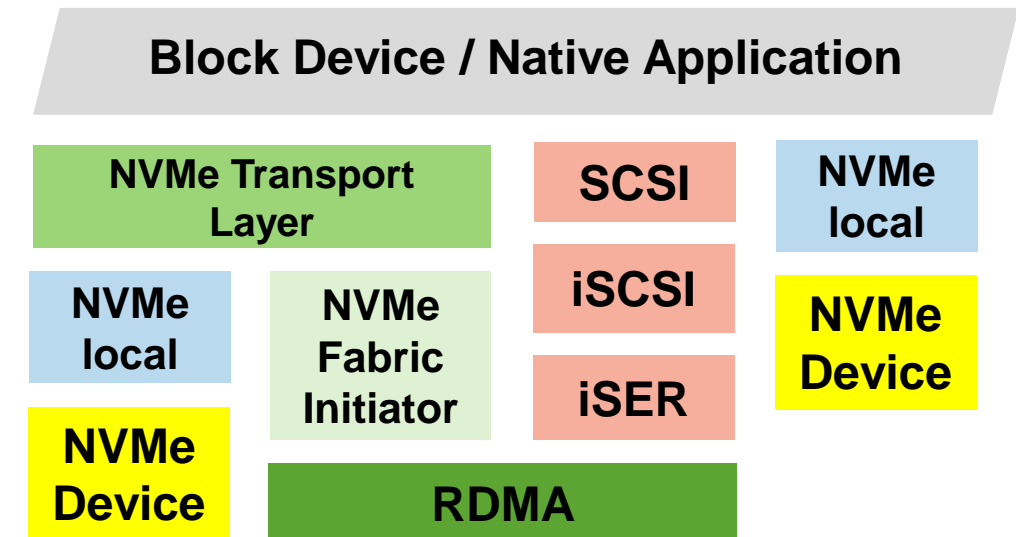 Block Device / Native Application
NVMe Transport
Layer
SCSI
NVMe
local
NVMe
local
NVMe
Fabric
Initiator
iSCSI
NVMe
Device
iSER
NVMe
Device
RDMA